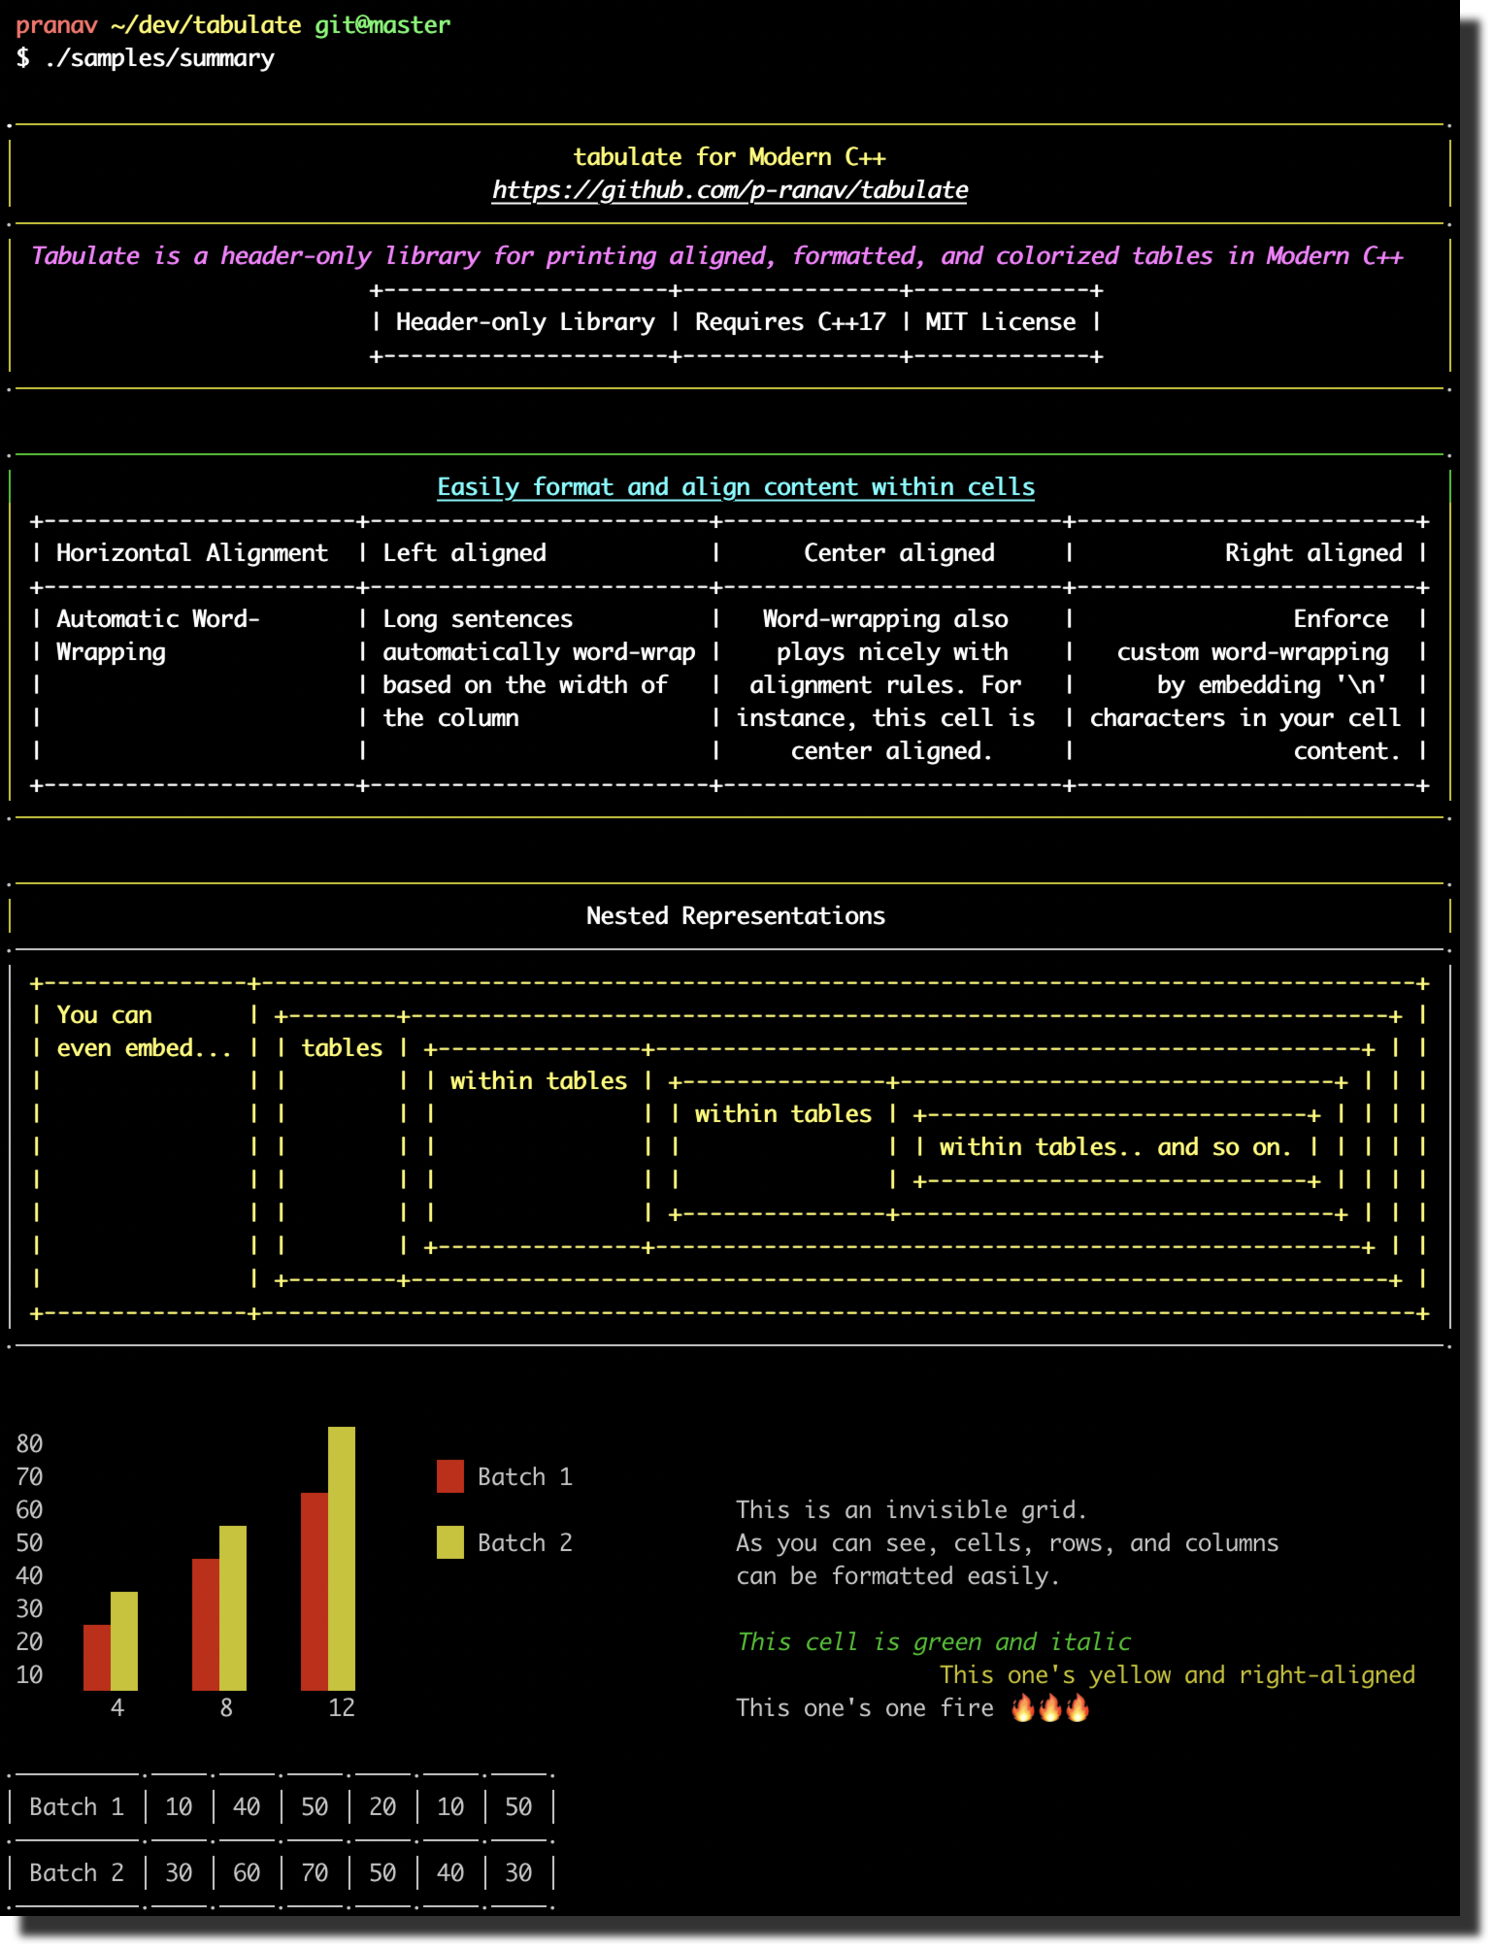 pranav ~/dev/tabulate git@master
$ ./samples/summary
tabulate for Modern C++
https://github.com/p-ranav/tabulate
Tabulate is a header-only library for printing aligned, formatted, and colorized tables in Modern C++
Header-only Library | Requires C++17 | MIT License
Easily format and align content within cells
Horizontal Alignment | Left aligned | Center aligned | Right aligned
Automatic Word- | Long sentences | Word-wrapping also | Enforce
Wrapping | automatically word-wrap | plays nicely with | custom word-wrapping
based on the width of | alignment rules. For | by embedding '\n'
the column | instance, this cell is | characters in your cell
center aligned. | content.
Nested Representations
You can
even embed... | tables
within tables
within tables
within tables.. and so on.
80
70 Batch 1
60 This is an invisible grid.
50 Batch 2 As you can see, cells, rows, and columns
40 can be formatted easily.
30
20 This cell is green and italic
10 This one's yellow and right-aligned
4 8 12 This one's one fire 🔥🔥🔥
Batch 1 | 10 | 40 | 50 | 20 | 10 | 50
Batch 2 | 30 | 60 | 70 | 50 | 40 | 30